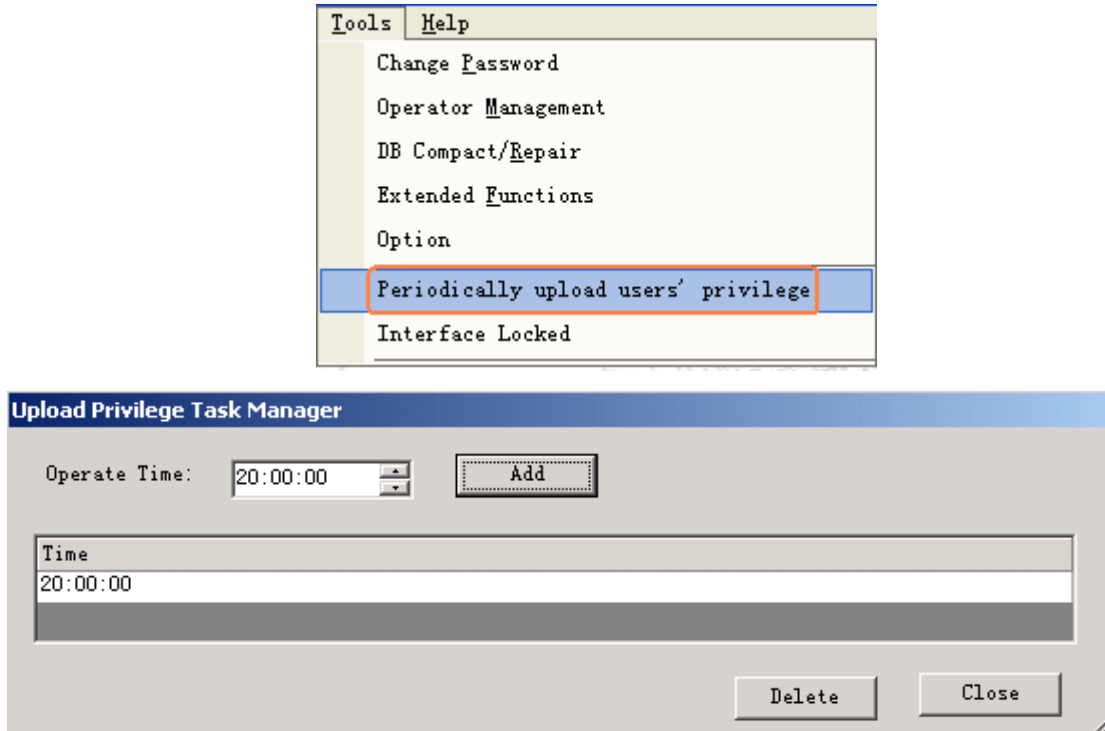 Tools Help
Change Password
Operator Management
DB Compact/Repair
Extended Functions
Option
Periodically upload users' privilege
Interface Locked
Upload Privilege Task Manager
Operate Time: 20:00:00 Add
Time
20:00:00
Delete Close